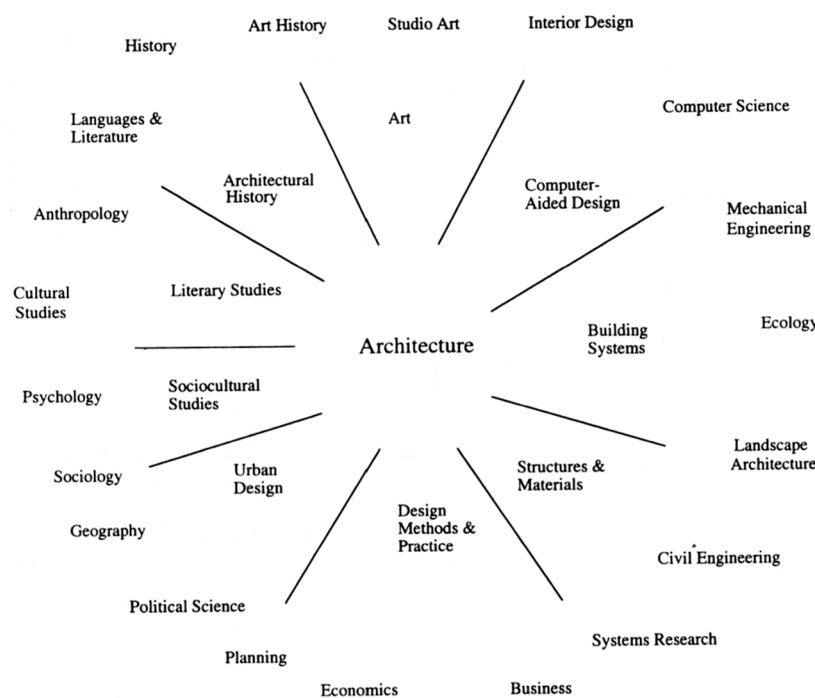 Art History
Studio Art
Interior Design
History
Computer Science
Languages &
Literature
Art
Architectural
History
Computer-
Aided Design
Anthropology
Mechanical
Engineering
Cultural
Studies
Literary Studies
Ecology
Building
Systems
Architecture
Psychology
Sociocultural
Studies
Landscape
Architecture
Sociology
Urban
Design
Structures &
Materials
Geography
Design
Methods &
Practice
Civil Engineering
Political Science
Systems Research
Planning
Economics
Business